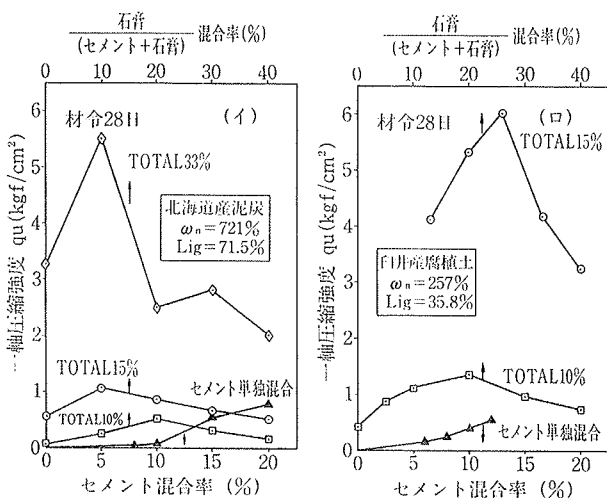 石膏
(セメント+石膏)
混合率(%)
0 10 20 30 40
一軸圧縮強度 qu(kgf/cm²)
6
5
4
3
2
1
0
材令28日
(イ)
TOTAL33%
北海道産泥炭
ωn=721%
Lig=71.5%
TOTAL15%
セメント単独混合
TOTAL10%
0 5 10 15 20
セメント混合率(%)
石膏
(セメント+石膏)
混合率(%)
0 10 20 30 40
一軸圧縮強度 qu(kgf/cm²)
6
5
4
3
2
1
0
材令28日
(ロ)
TOTAL15%
臼井産腐植土
ωn=257%
Lig=35.8%
TOTAL10%
セメント単独混合
0 5 10 15 20
セメント混合率(%)